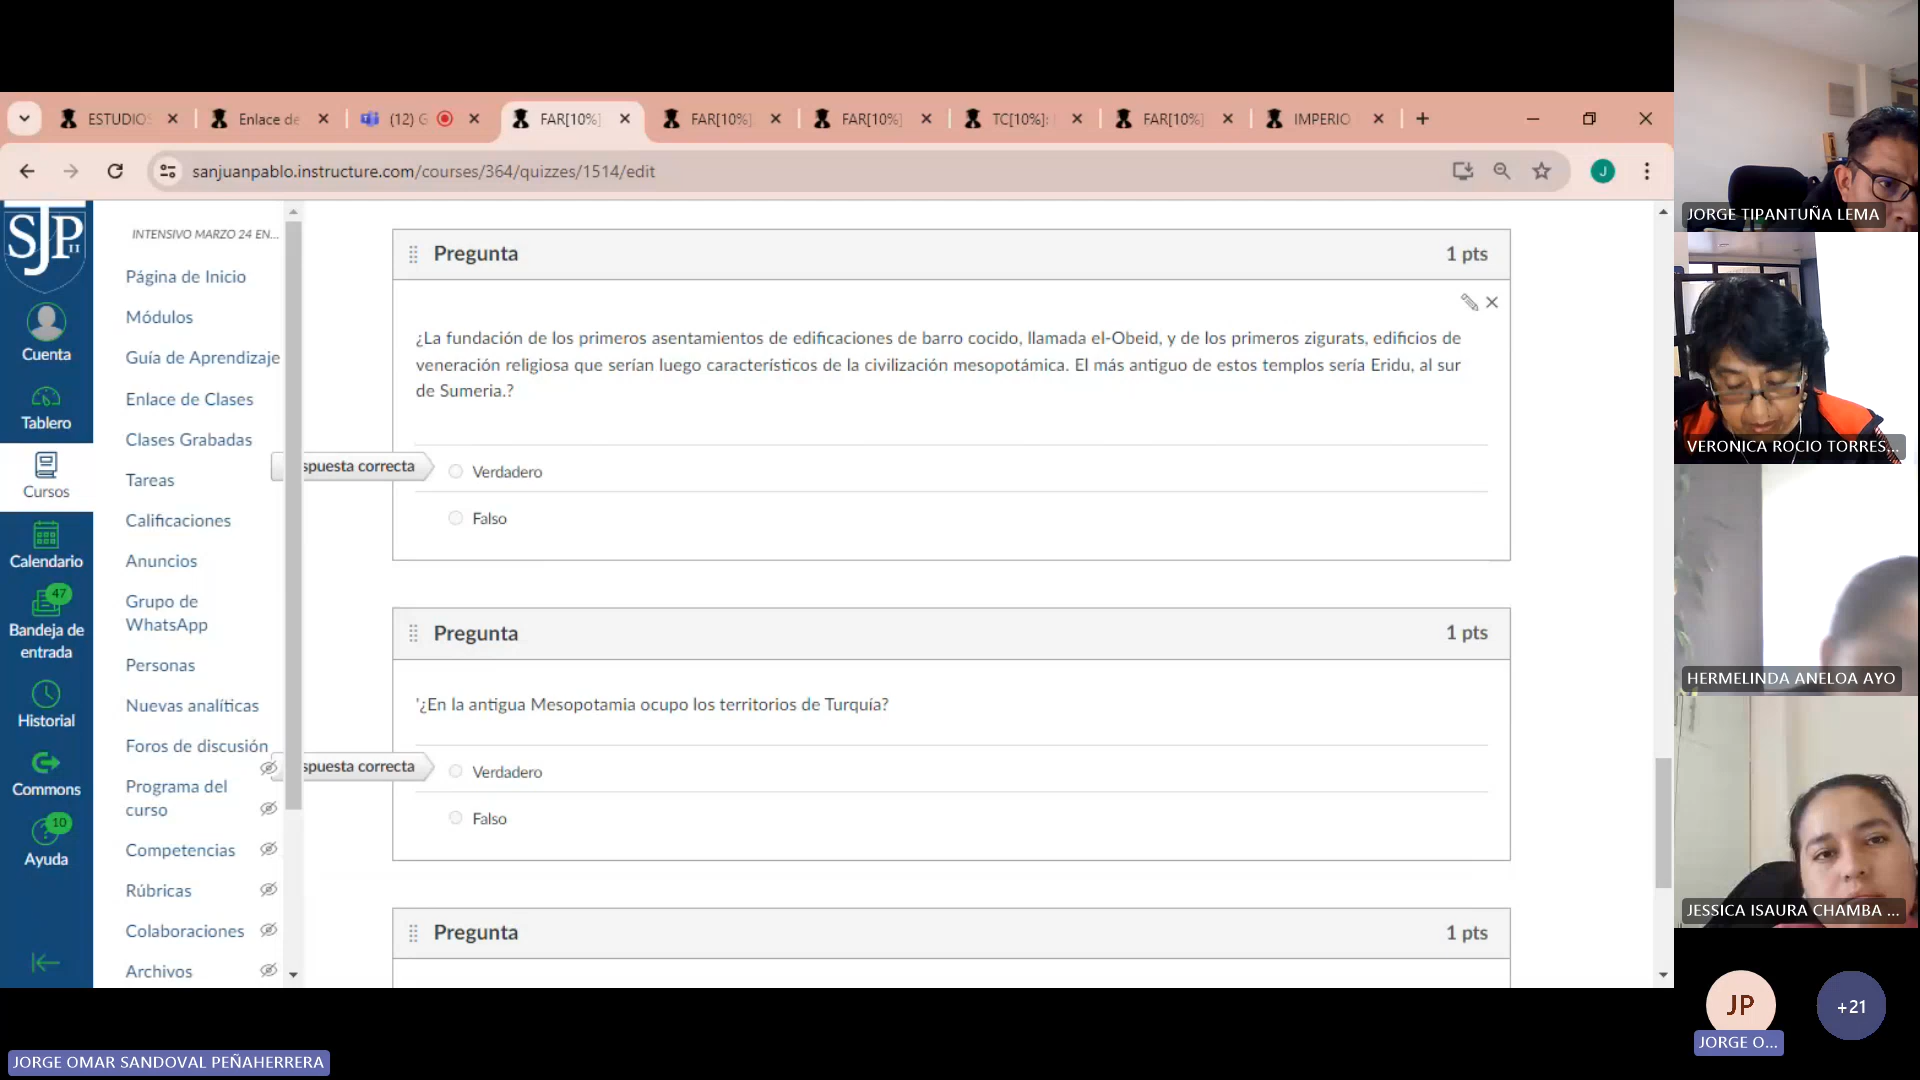 ESTUDIOS
Enlace de
(12) G
FAR[10%]
FAR[10%]
FAR[10%]
TC[10%]:
FAR[10%]
IMPERIO
sanjuanpablo.instructure.com/courses/364/quizzes/1514/edit
J
SJP
II
Cuenta
Tablero
Cursos
Calendario
47
Bandeja de
entrada
Historial
Commons
10
Ayuda
INTENSIVO MARZO 24 EN...
Página de Inicio
Módulos
Guía de Aprendizaje
Enlace de Clases
Clases Grabadas
Tareas
Calificaciones
Anuncios
Grupo de
WhatsApp
Personas
Nuevas analíticas
Foros de discusión
Programa del
curso
Competencias
Rúbricas
Colaboraciones
Archivos
Pregunta
1 pts
¿La fundación de los primeros asentamientos de edificaciones de barro cocido, llamada el-Obeid, y de los primeros zigurats, edificios de
veneración religiosa que serían luego característicos de la civilización mesopotámica. El más antiguo de estos templos sería Eridu, al sur
de Sumeria.?
spuesta correcta
Verdadero
Falso
Pregunta
1 pts
'¿En la antigua Mesopotamia ocupo los territorios de Turquía?
spuesta correcta
Verdadero
Falso
Pregunta
1 pts
JORGE TIPANTUÑA LEMA
VERONICA ROCIO TORRES...
HERMELINDA ANELOA AYO
JESSICA ISAURA CHAMBA ...
JP
JORGE O...
+21
JORGE OMAR SANDOVAL PEÑAHERRERA